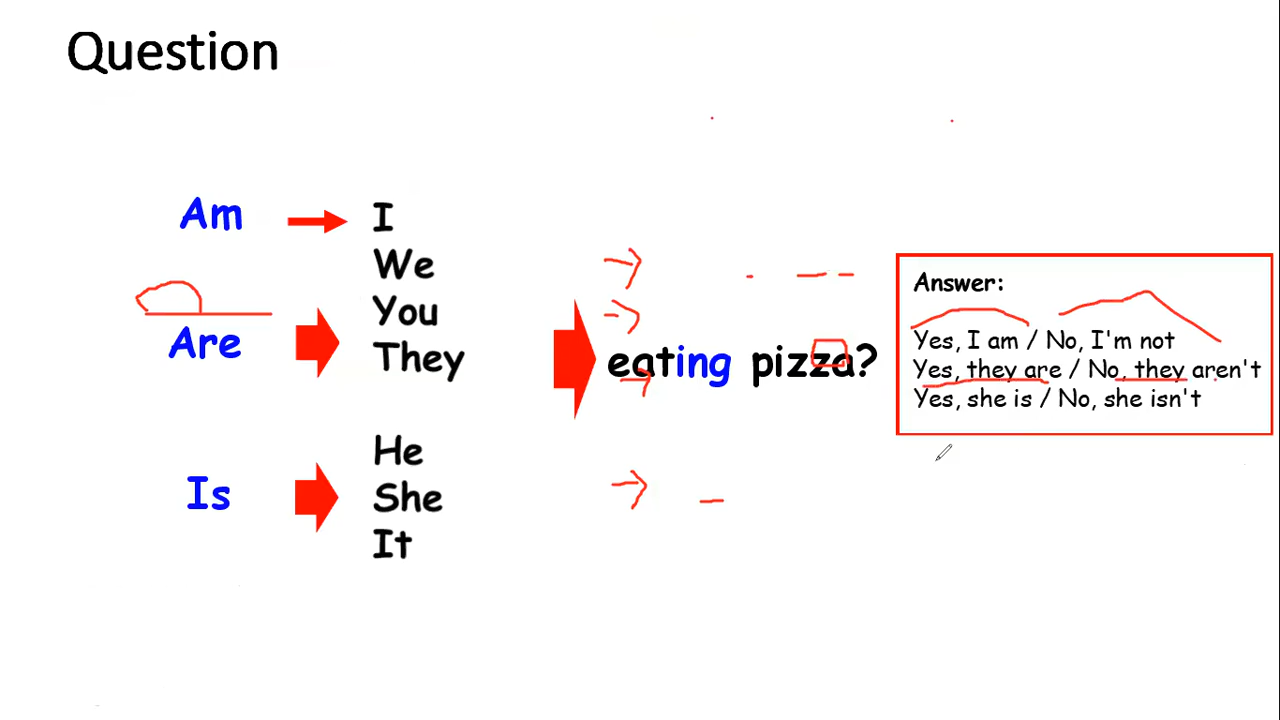 Question
Am
I
We
You
They
Are
He
She
It
Is
eating pizza?
Answer:
Yes, I am / No, I'm not
Yes, they are / No, they aren't
Yes, she is / No, she isn't